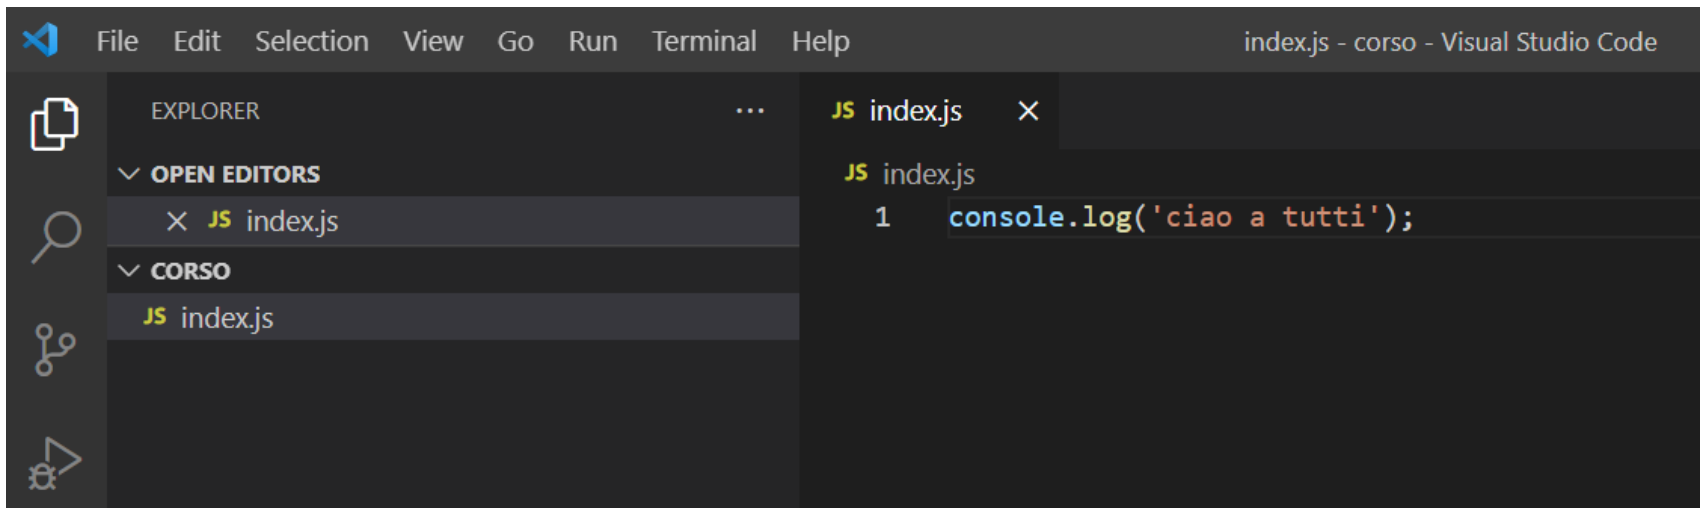 File Edit Selection View Go Run Terminal Help index.js - corso - Visual Studio Code
EXPLORER ...
OPEN EDITORS
JS index.js
CORSO
JS index.js
JS index.js
JS index.js
1 console.log('ciao a tutti');